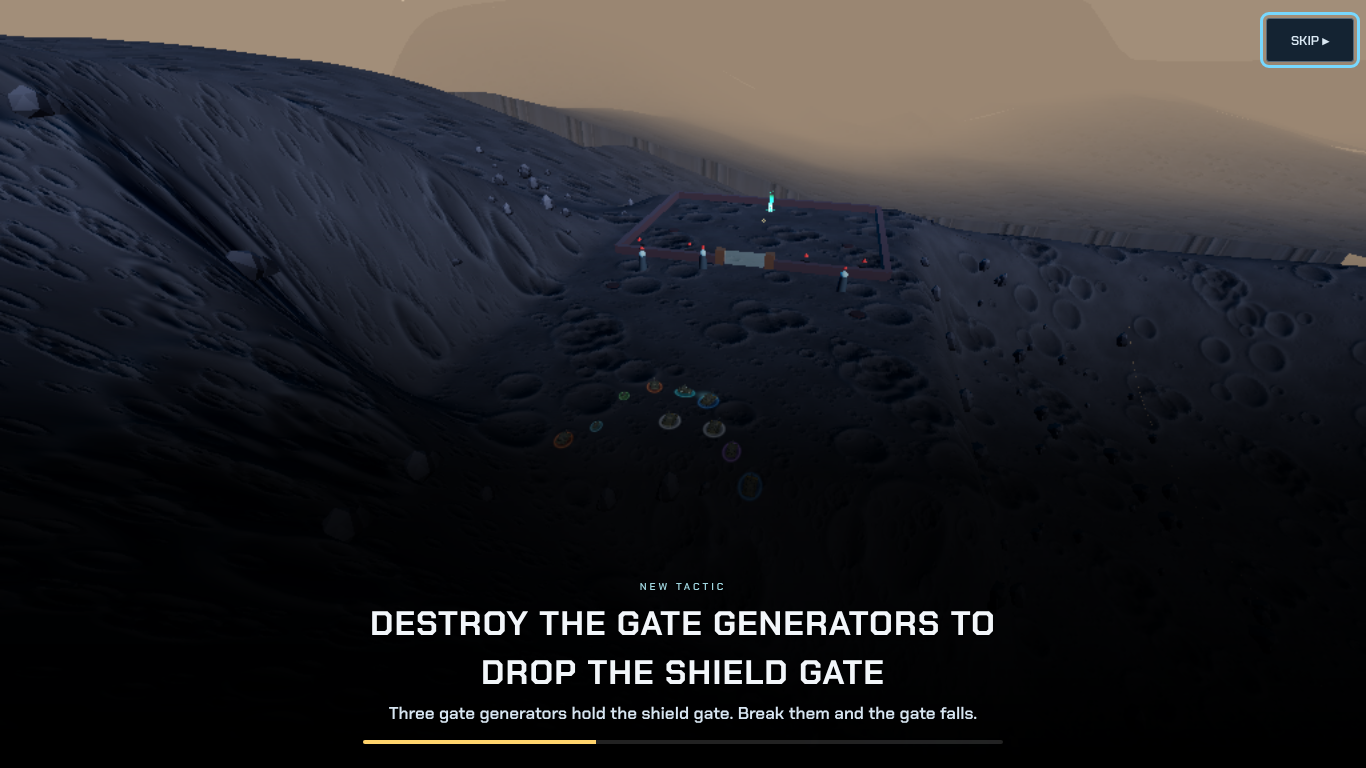 SKIP ▸
NEW TACTIC
DESTROY THE GATE GENERATORS TO
DROP THE SHIELD GATE
Three gate generators hold the shield gate. Break them and the gate falls.